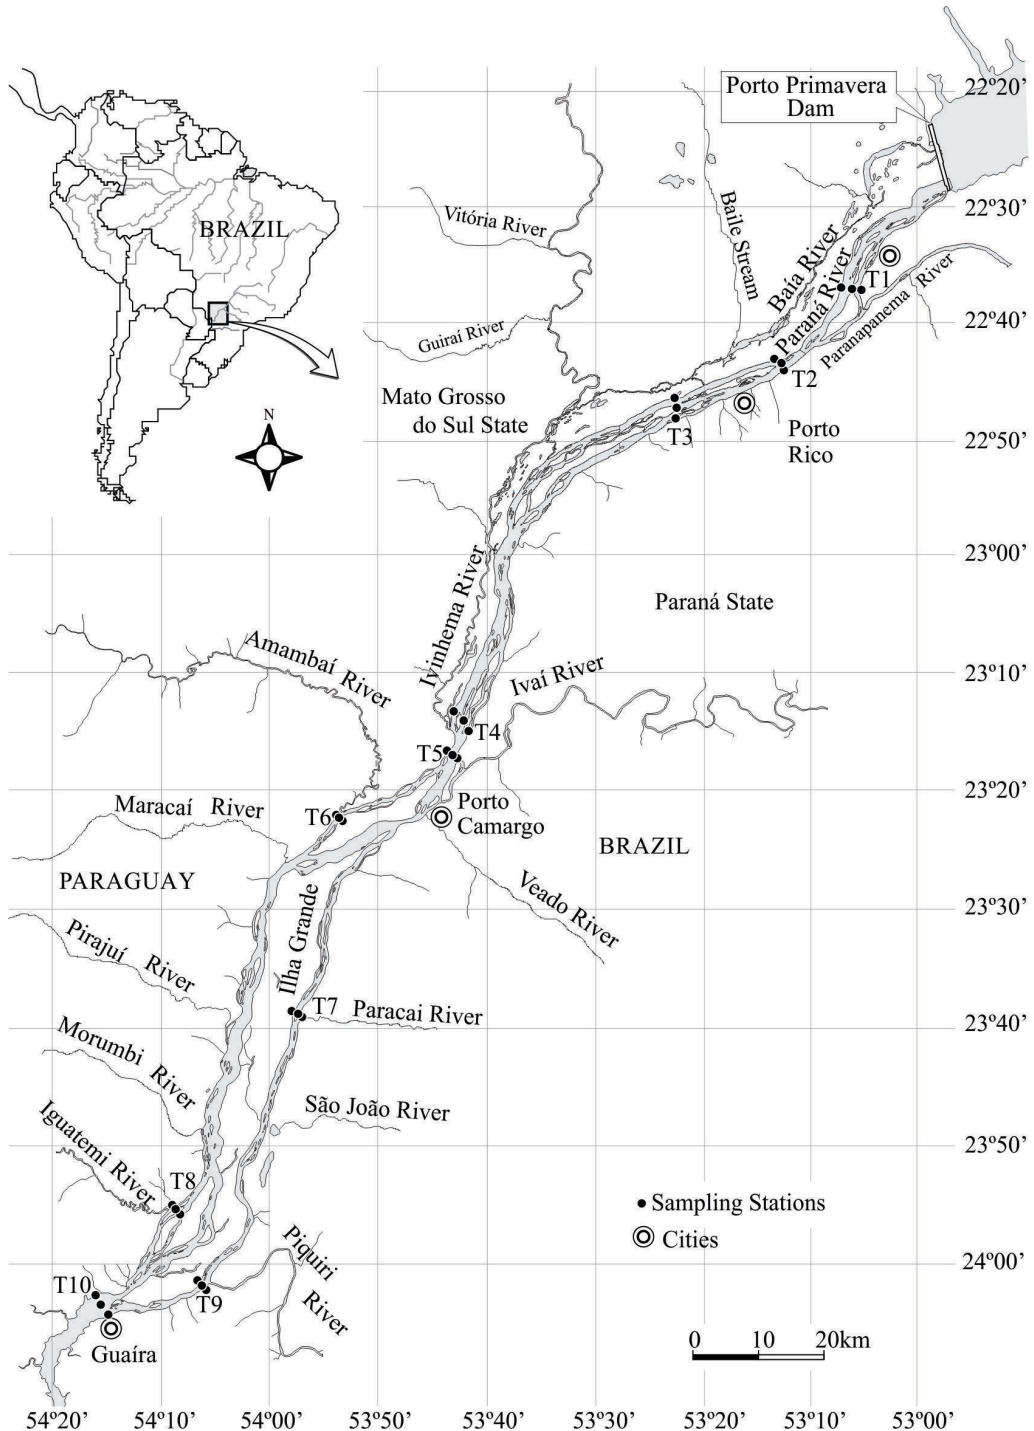 Porto Primavera
Dam
22º20'
BRAZIL
Vitória River
Baile Stream
Baía River
Paraná River
22º30'
T1
Paranapanema River
Guiraí River
22º40'
T2
Mato Grosso
do Sul State
T3
Porto
Rico
22º50'
N
23º00'
Ivinhema River
Paraná State
Amambaí River
Ivaí River
23º10'
T4
T5
23º20'
Maracaí River
T6
Porto
Camargo
BRAZIL
PARAGUAY
Veado River
23º30'
Pirajuí River
Ilha Grande
T7
Paracai River
23º40'
Morumbi River
São João River
Iguatemi River
23º50'
T8
Sampling Stations
Cities
Piquiri
River
24º00'
T10
T9
Guaíra
0 10 20km
54º20' 54º10' 54º00' 53º50' 53º40' 53º30' 53º20' 53º10' 53º00'